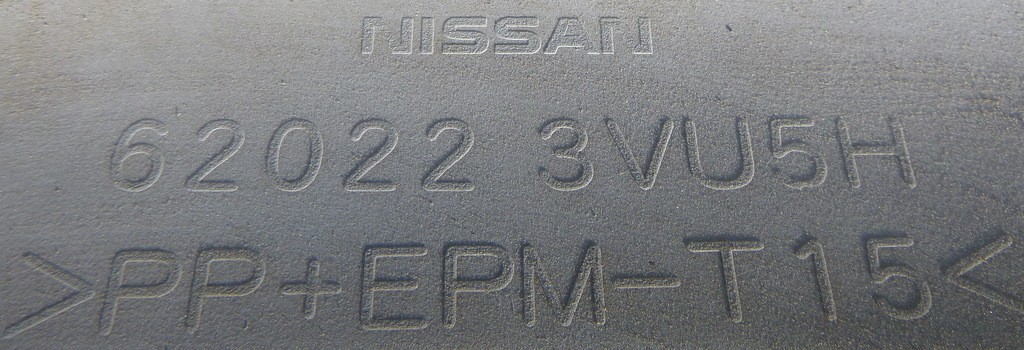 NISSAN
62022 3VU5H
>PP+EPM-T15<